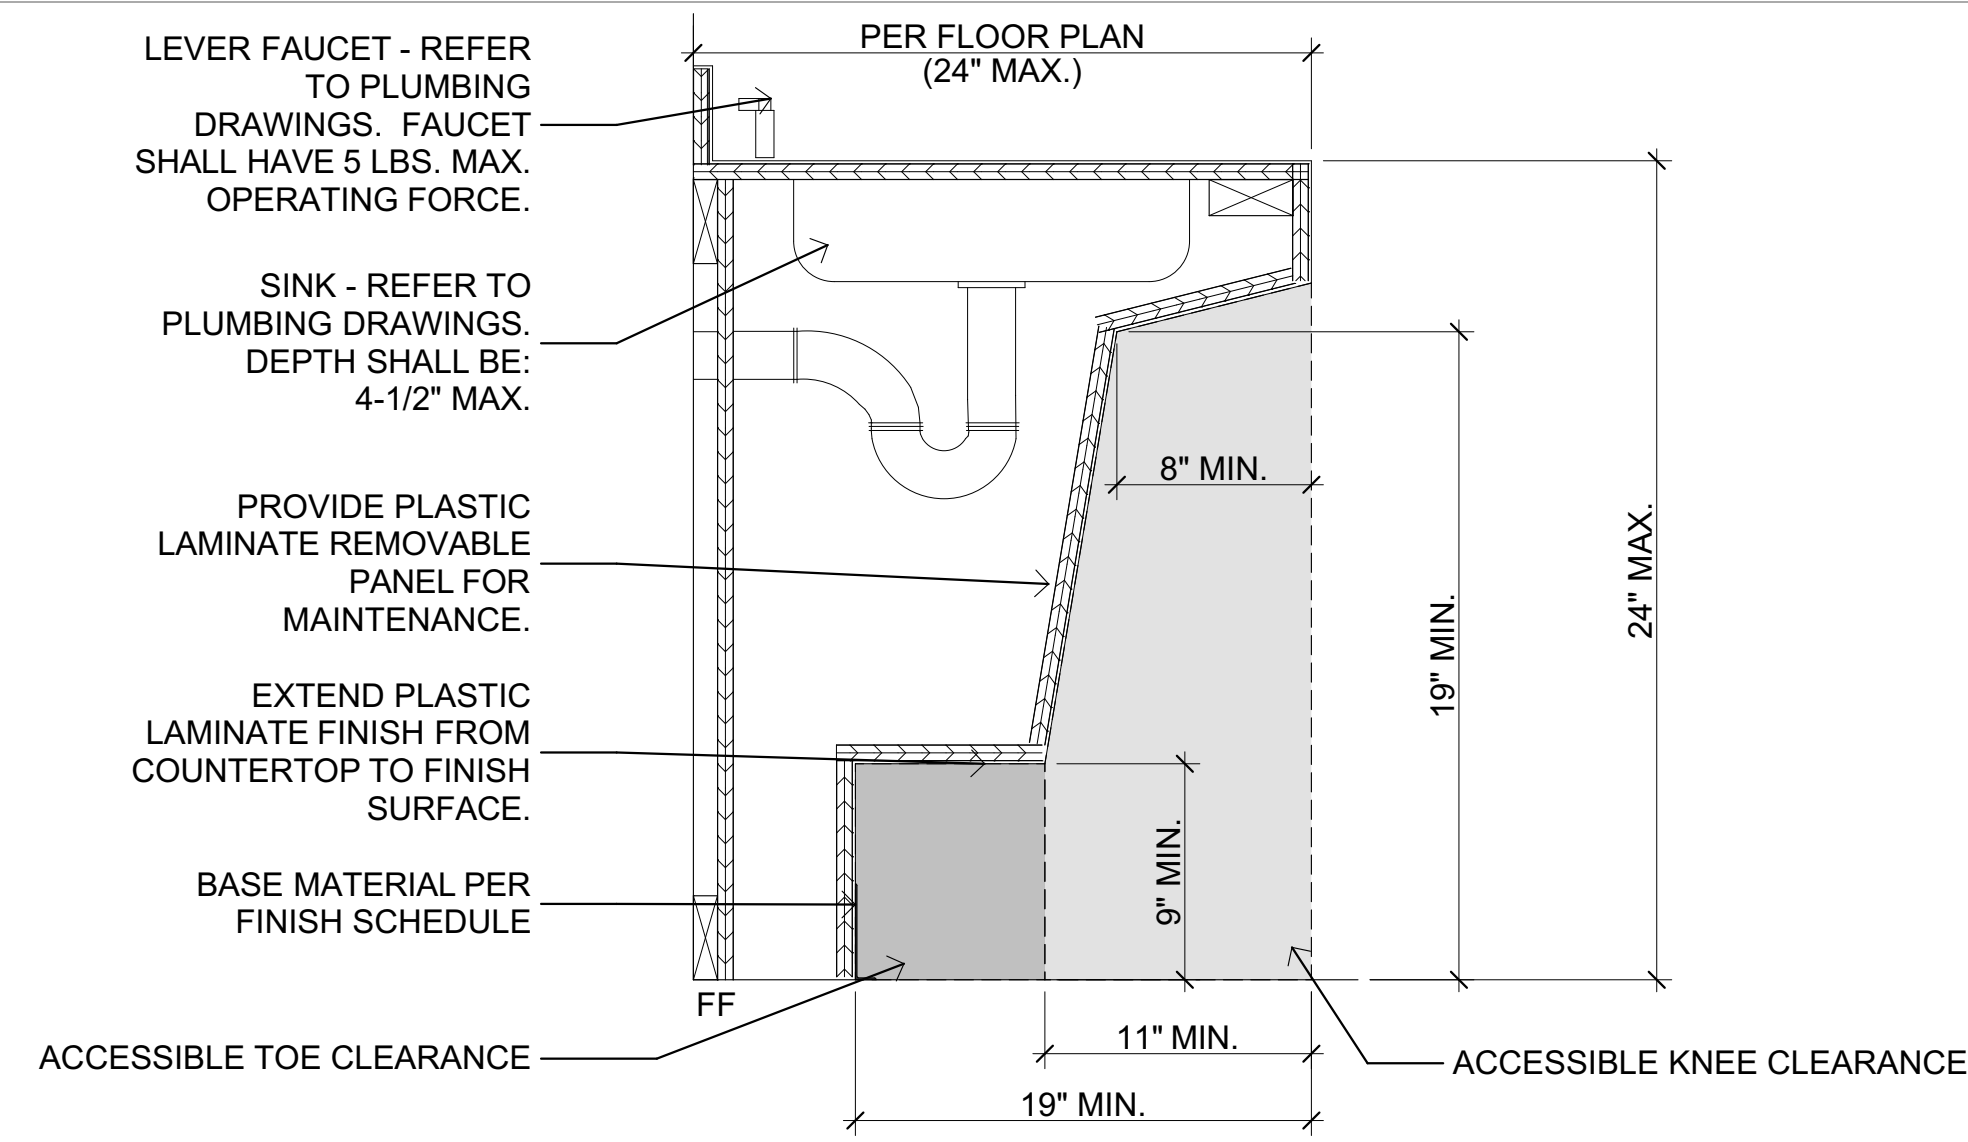 LEVER FAUCET - REFER
TO PLUMBING
DRAWINGS. FAUCET
SHALL HAVE 5 LBS. MAX.
OPERATING FORCE.
SINK - REFER TO
PLUMBING DRAWINGS.
DEPTH SHALL BE:
4-1/2" MAX.
PROVIDE PLASTIC
LAMINATE REMOVABLE
PANEL FOR
MAINTENANCE.
EXTEND PLASTIC
LAMINATE FINISH FROM
COUNTERTOP TO FINISH
SURFACE.
BASE MATERIAL PER
FINISH SCHEDULE
ACCESSIBLE TOE CLEARANCE
PER FLOOR PLAN
(24" MAX.)
8" MIN.
9" MIN.
19" MIN.
24" MAX.
FF
11" MIN.
19" MIN.
ACCESSIBLE KNEE CLEARANCE